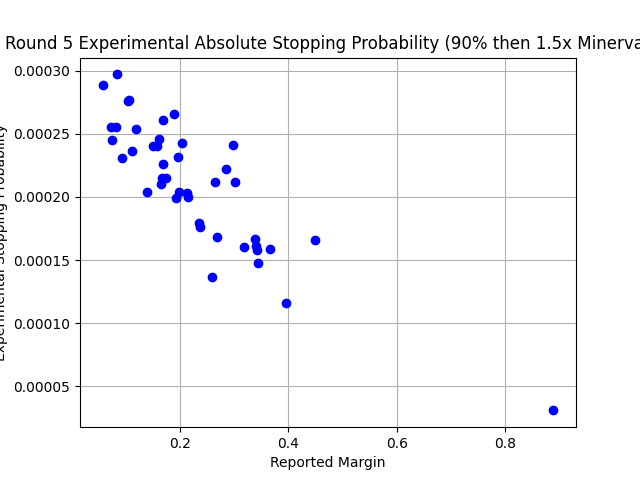 Round 5 Experimental Absolute Stopping Probability (90% then 1.5x Minerva
0.00030
0.00025
0.00020
0.00015
0.00010
0.00005
Experimental Stopping Probability
0.2 0.4 0.6 0.8
Reported Margin